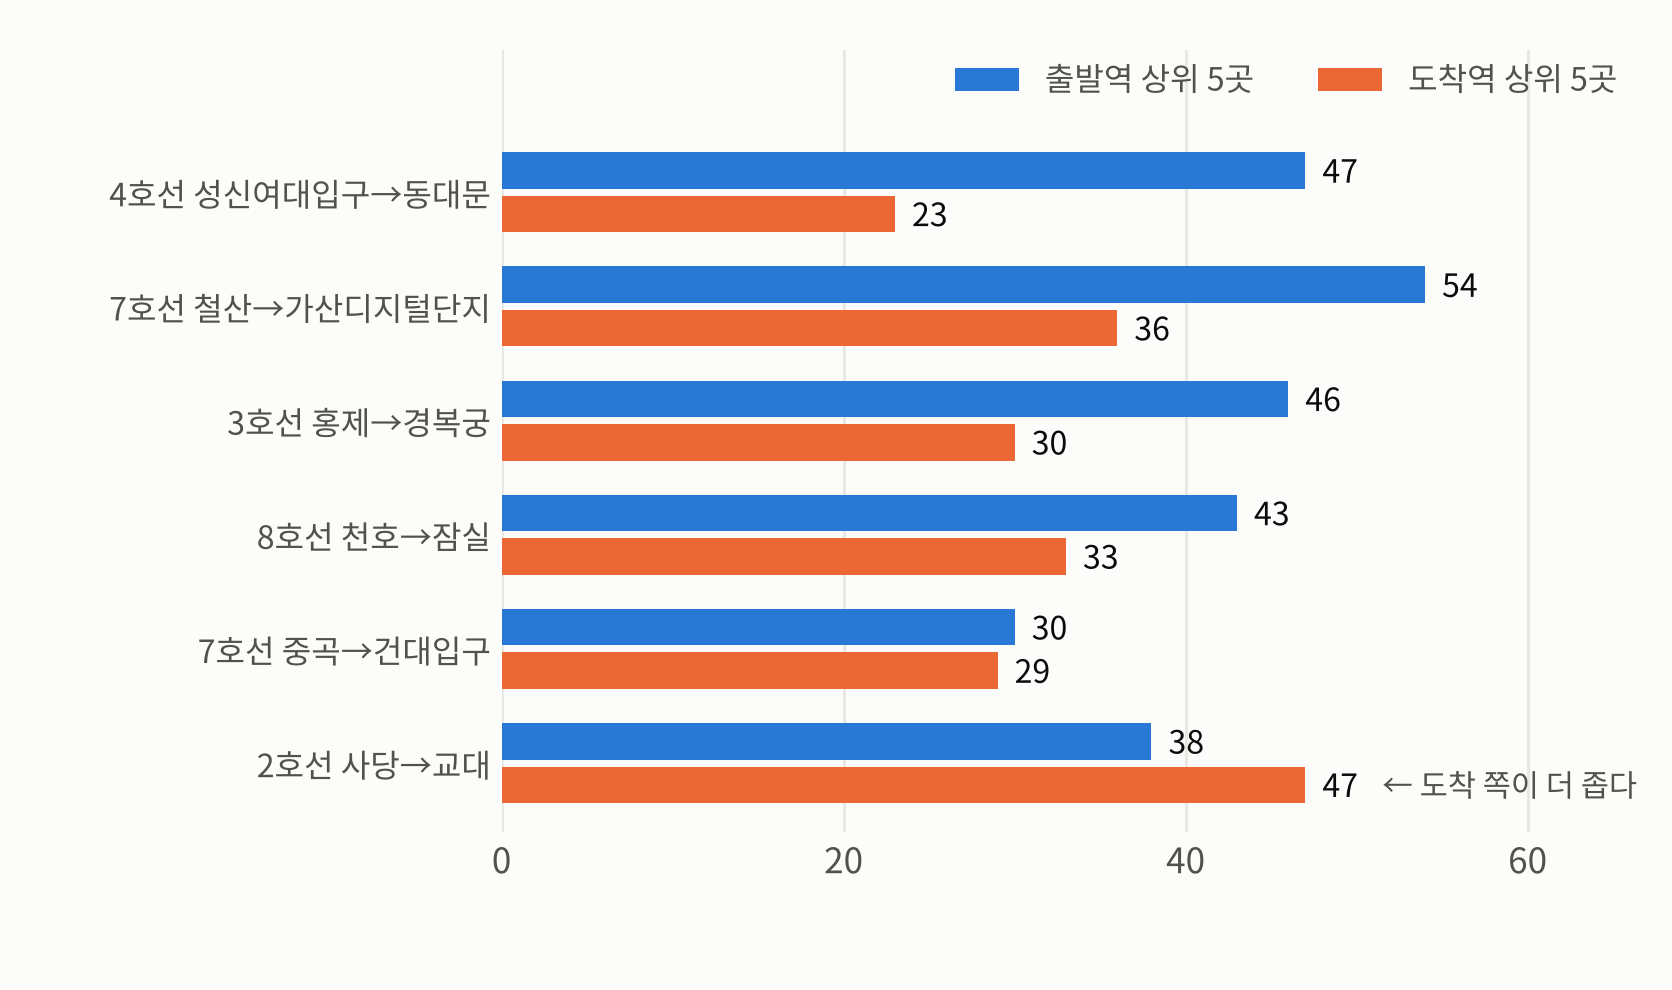 출발역 상위 5곳 도착역 상위 5곳
4호선 성신여대입구→동대문 47
23
7호선 철산→가산디지털단지 54
36
3호선 홍제→경복궁 46
30
8호선 천호→잠실 43
33
7호선 중곡→건대입구 30
29
2호선 사당→교대 38
47 ← 도착 쪽이 더 좁다
0 20 40 60